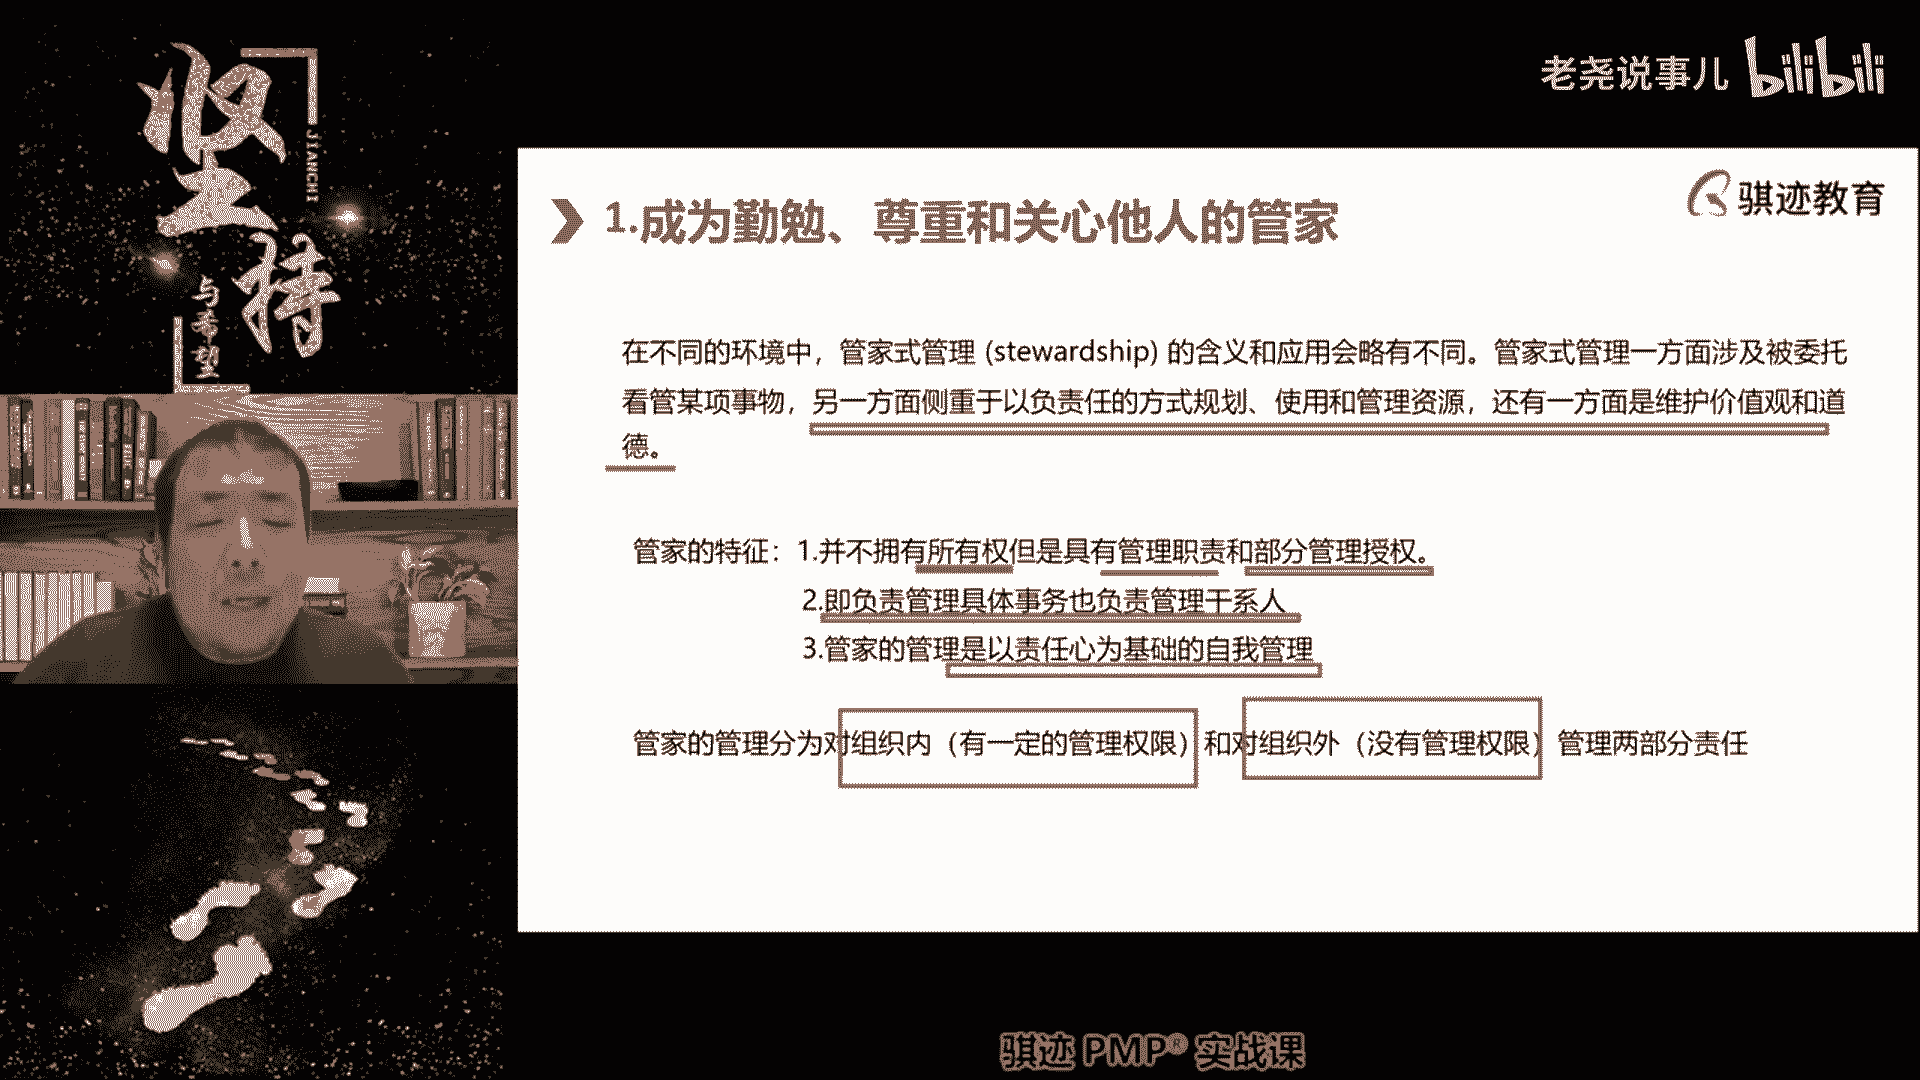 坚持
JIANCHI
与希望
老尧说事儿 bilibili
骐迹教育
1.成为勤勉、尊重和关心他人的管家
在不同的环境中，管家式管理 (stewardship) 的含义和应用会略有不同。管家式管理一方面涉及被委托
看管某项事物，另一方面侧重于以负责任的方式规划、使用和管理资源，还有一方面是维护价值观和道
德。
管家的特征：1.并不拥有所有权但是具有管理职责和部分管理授权。
2.即负责管理具体事务也负责管理干系人
3.管家的管理是以责任心为基础的自我管理
管家的管理分为对组织内（有一定的管理权限）和对组织外（没有管理权限）管理两部分责任
骐迹 PMP® 实战课